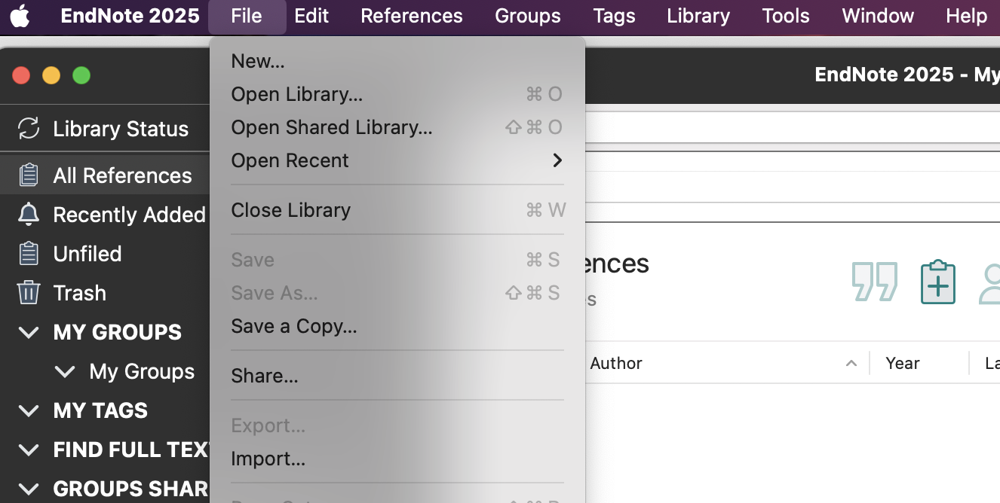 EndNote 2025 File Edit References Groups Tags Library Tools Window Help
EndNote 2025 - My
Library Status
All References
Recently Added
Unfiled
Trash
MY GROUPS
My Groups
MY TAGS
FIND FULL TEX
GROUPS SHAR
New...
Open Library... ⌘ O
Open Shared Library... ⇧ ⌘ O
Open Recent
Close Library ⌘ W
Save ⌘ S
Save As... ⇧ ⌘ S
Save a Copy...
Share...
Export...
Import...
ences
es
Author Year La